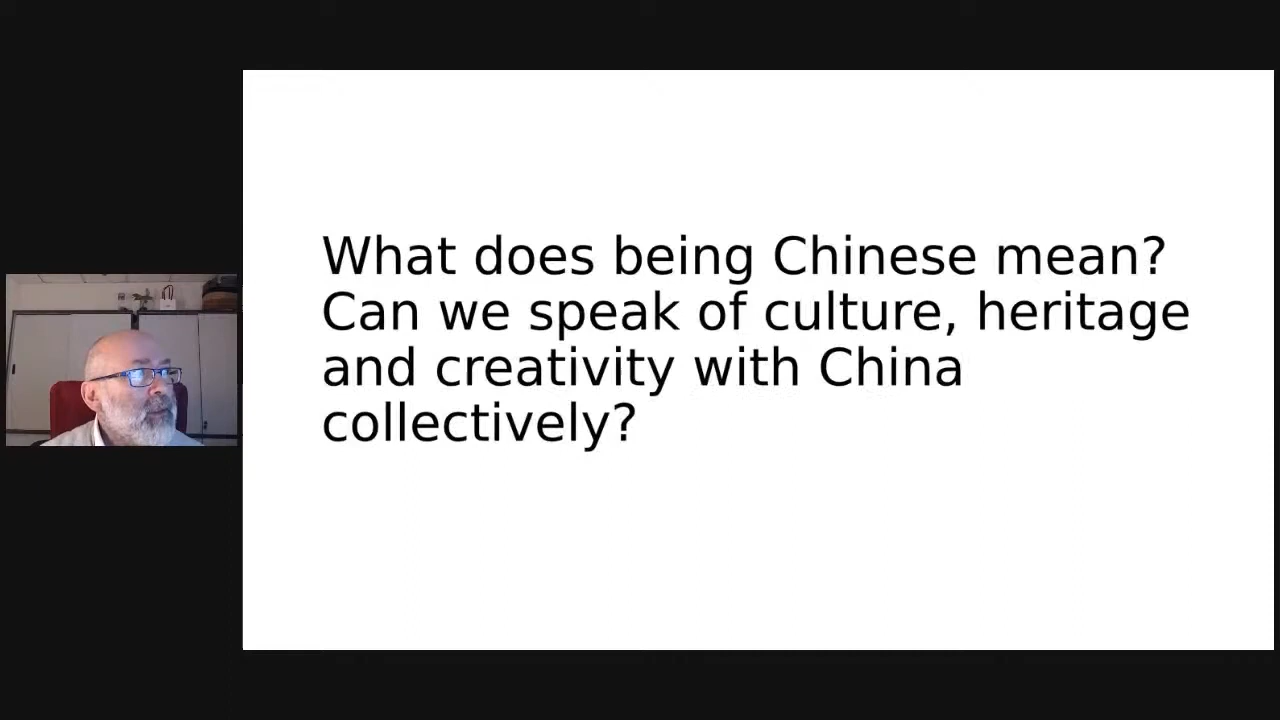 What does being Chinese mean?
Can we speak of culture, heritage
and creativity with China
collectively?